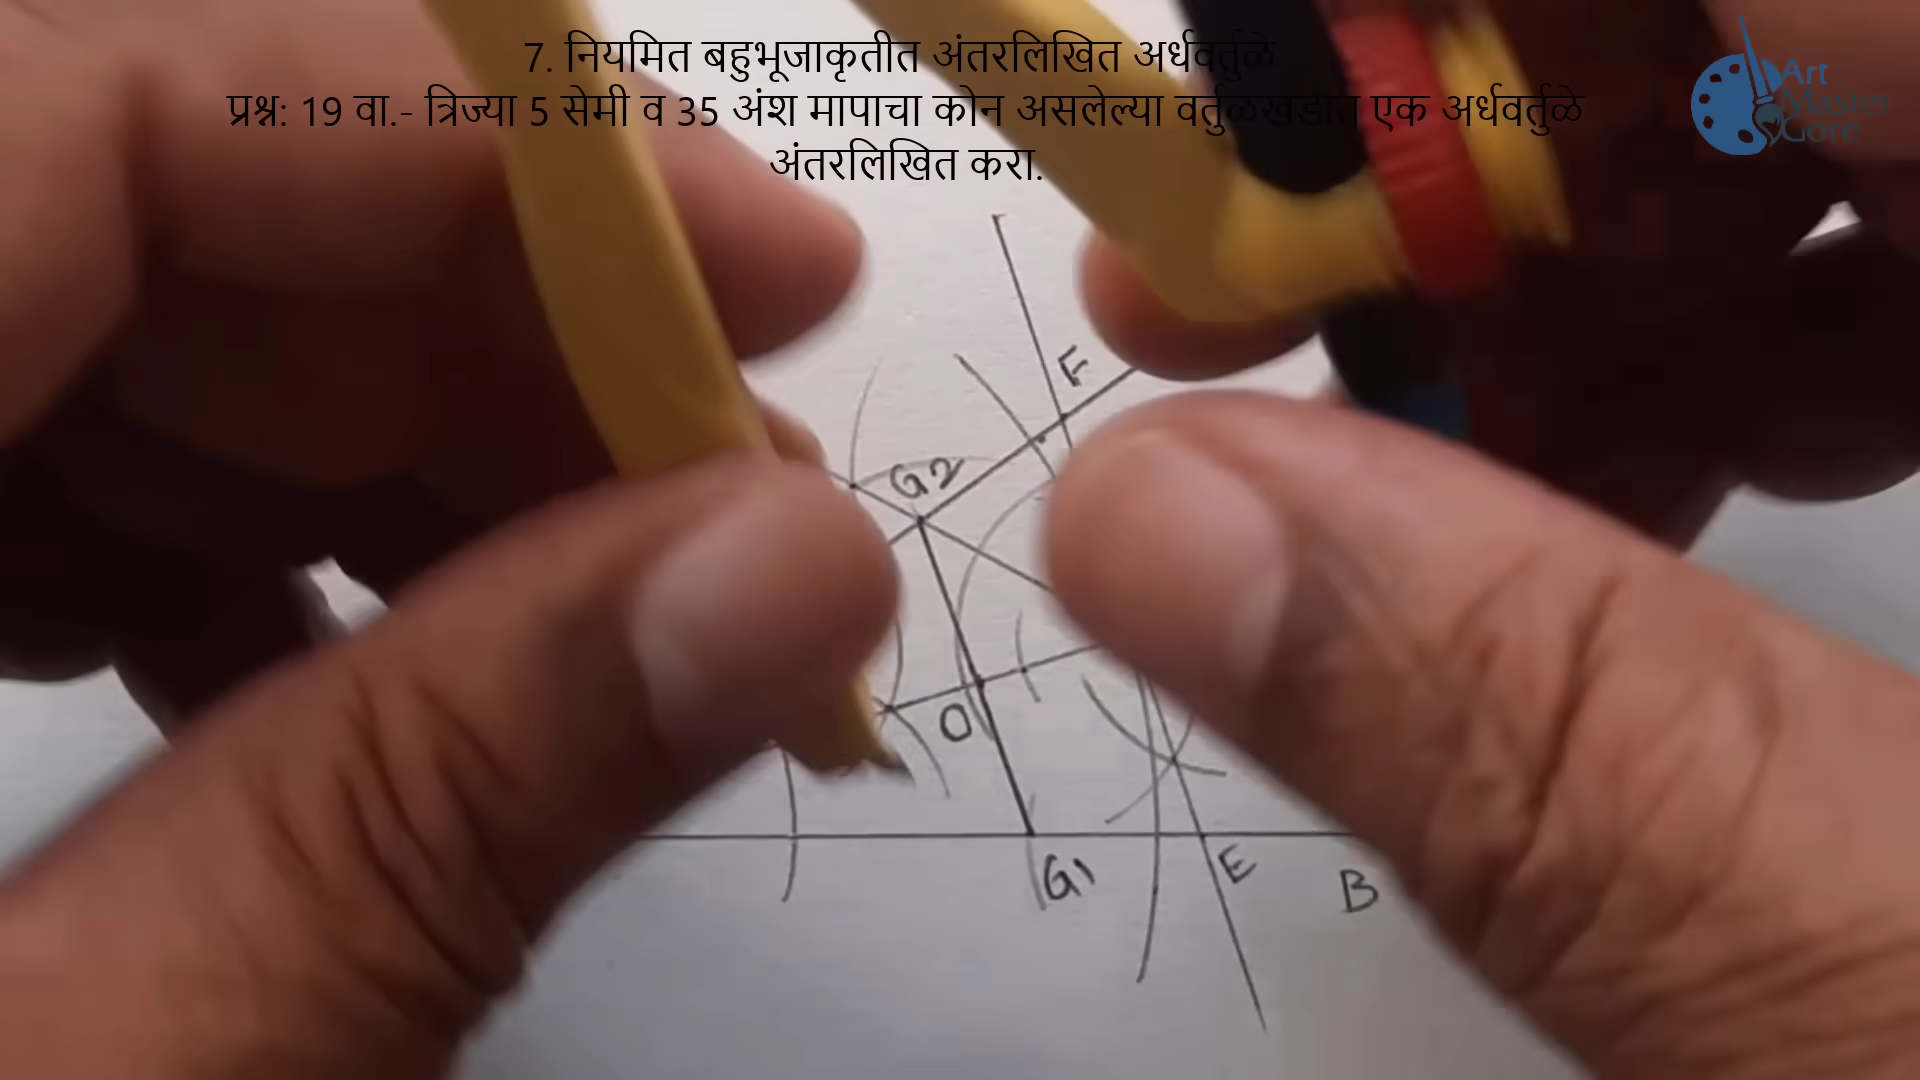 7. नियमित बहुभूजाकृतीत अंतरलिखित अर्धवर्तुळे
प्रश्न: 19 वा.- त्रिज्या 5 सेमी व 35 अंश मापाचा कोन असलेल्या वर्तुळखडात एक अर्धवर्तुळे
अंतरलिखित करा.
Art
Master
Gore
F
G2
O
G1
E
B